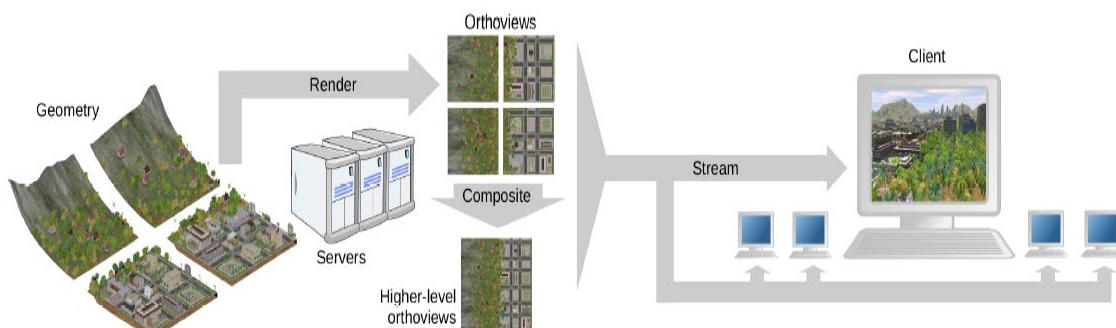 Geometry
Render
Servers
Orthoviews
Composite
Higher-level
orthoviews
Stream
Client